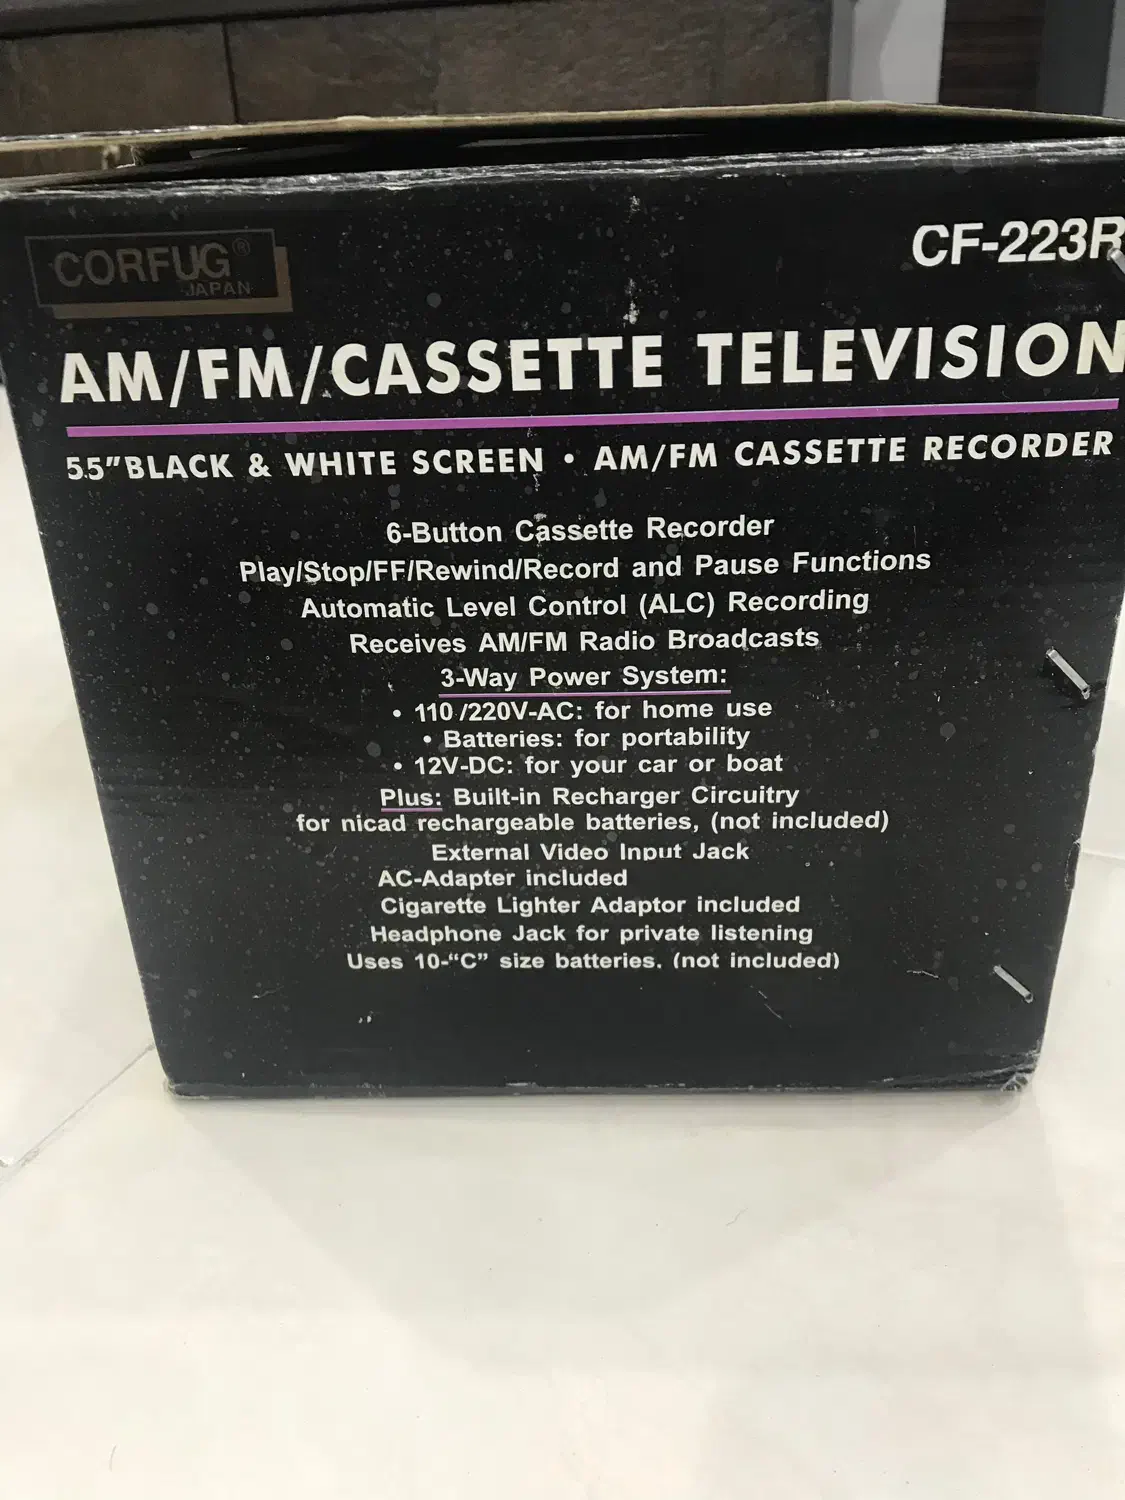 CORFUG®
JAPAN
CF-223R
AM/FM/CASSETTE TELEVISION
5.5"BLACK & WHITE SCREEN • AM/FM CASSETTE RECORDER
6-Button Cassette Recorder
Play/Stop/FF/Rewind/Record and Pause Functions
Automatic Level Control (ALC) Recording
Receives AM/FM Radio Broadcasts
3-Way Power System:
• 110/220V-AC: for home use
• Batteries: for portability
• 12V-DC: for your car or boat
Plus: Built-in Recharger Circuitry
for nicad rechargeable batteries, (not included)
External Video Input Jack
AC-Adapter included
Cigarette Lighter Adaptor included
Headphone Jack for private listening
Uses 10-“C” size batteries. (not included)